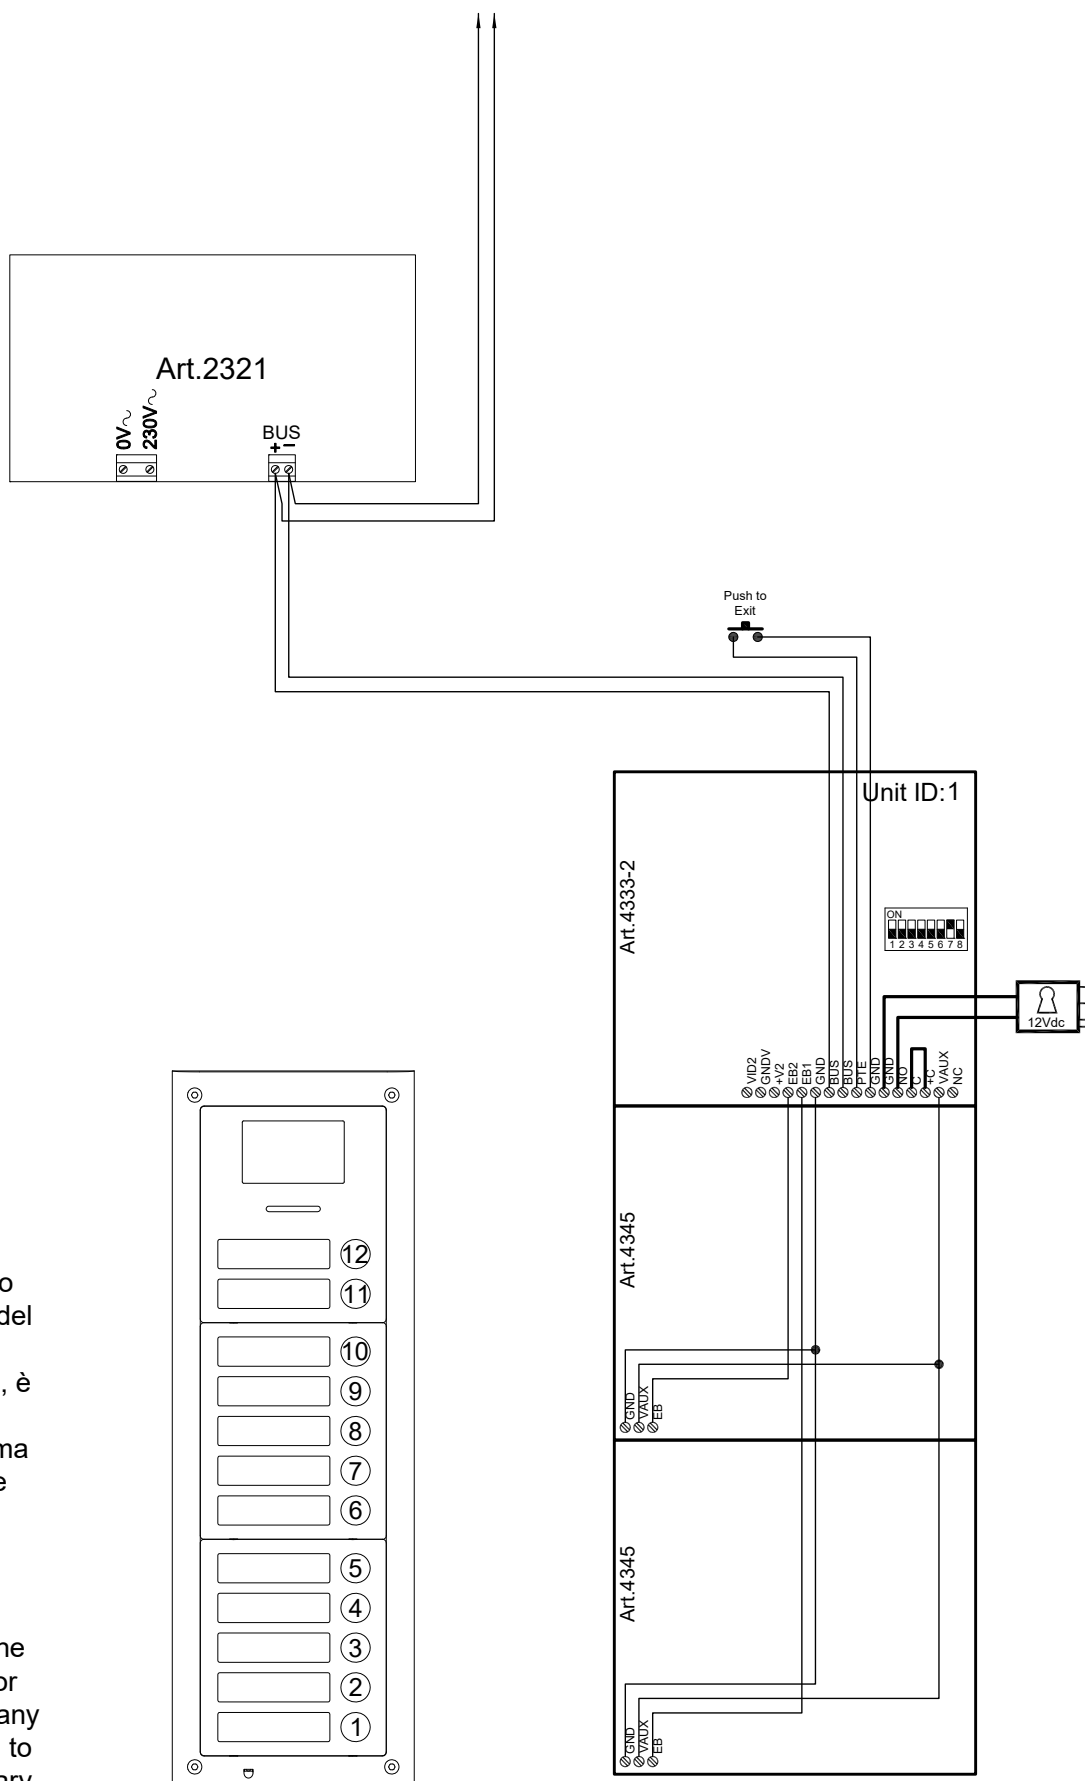 Art.2321
0V~
230V~
BUS
+ -
Push to
Exit
Unit ID:1
Art.4333-2
ON
1 2 3 4 5 6 7 8
12Vdc
VID2
GNDV
+V2
EB2
EB1
GND
BUS
BUS
PTE
GND
GND
NO
C
+C
VAUX
NC
Art.4345
GND
VAUX
EB
Art.4345
GND
VAUX
EB
12
11
10
9
8
7
6
5
4
3
2
1
o
del
, è
ma
e
ne
or
any
to